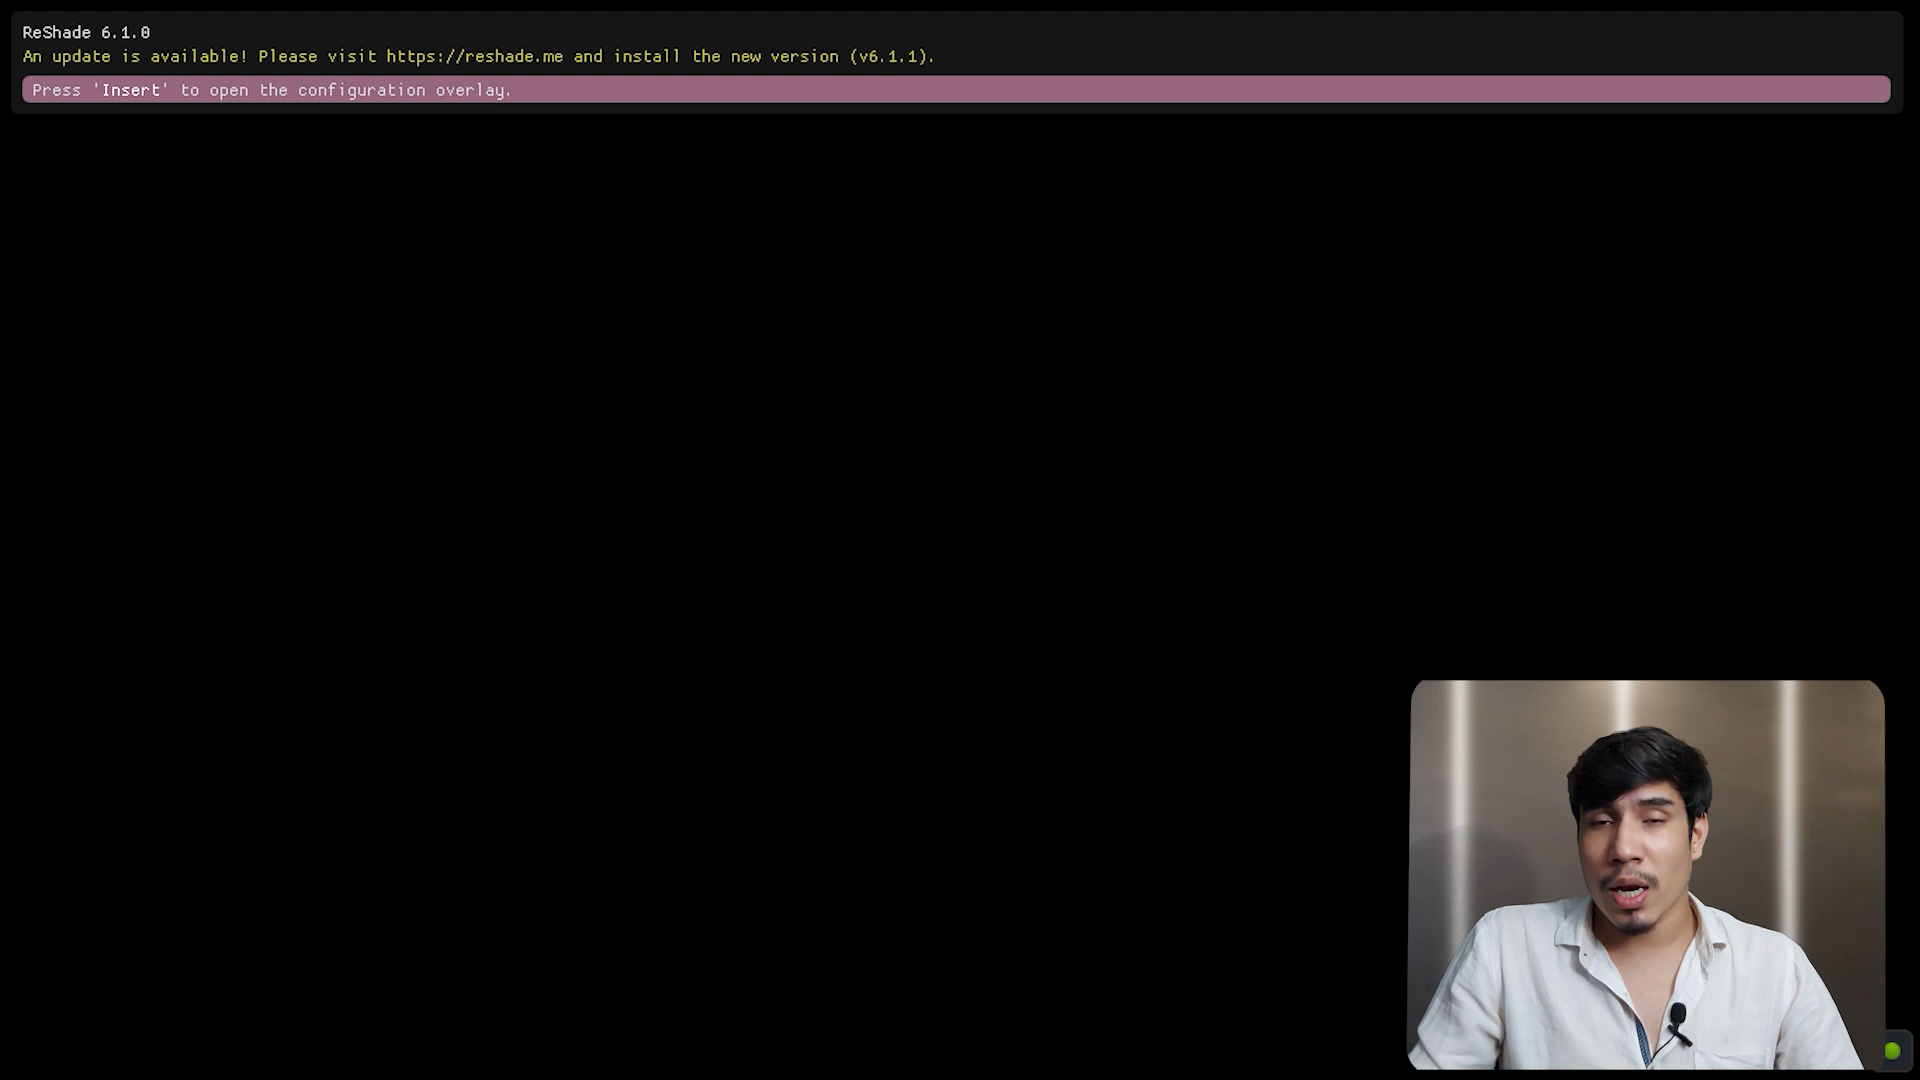 ReShade 6.1.0
An update is available! Please visit https://reshade.me and install the new version (v6.1.1).
Press 'Insert' to open the configuration overlay.